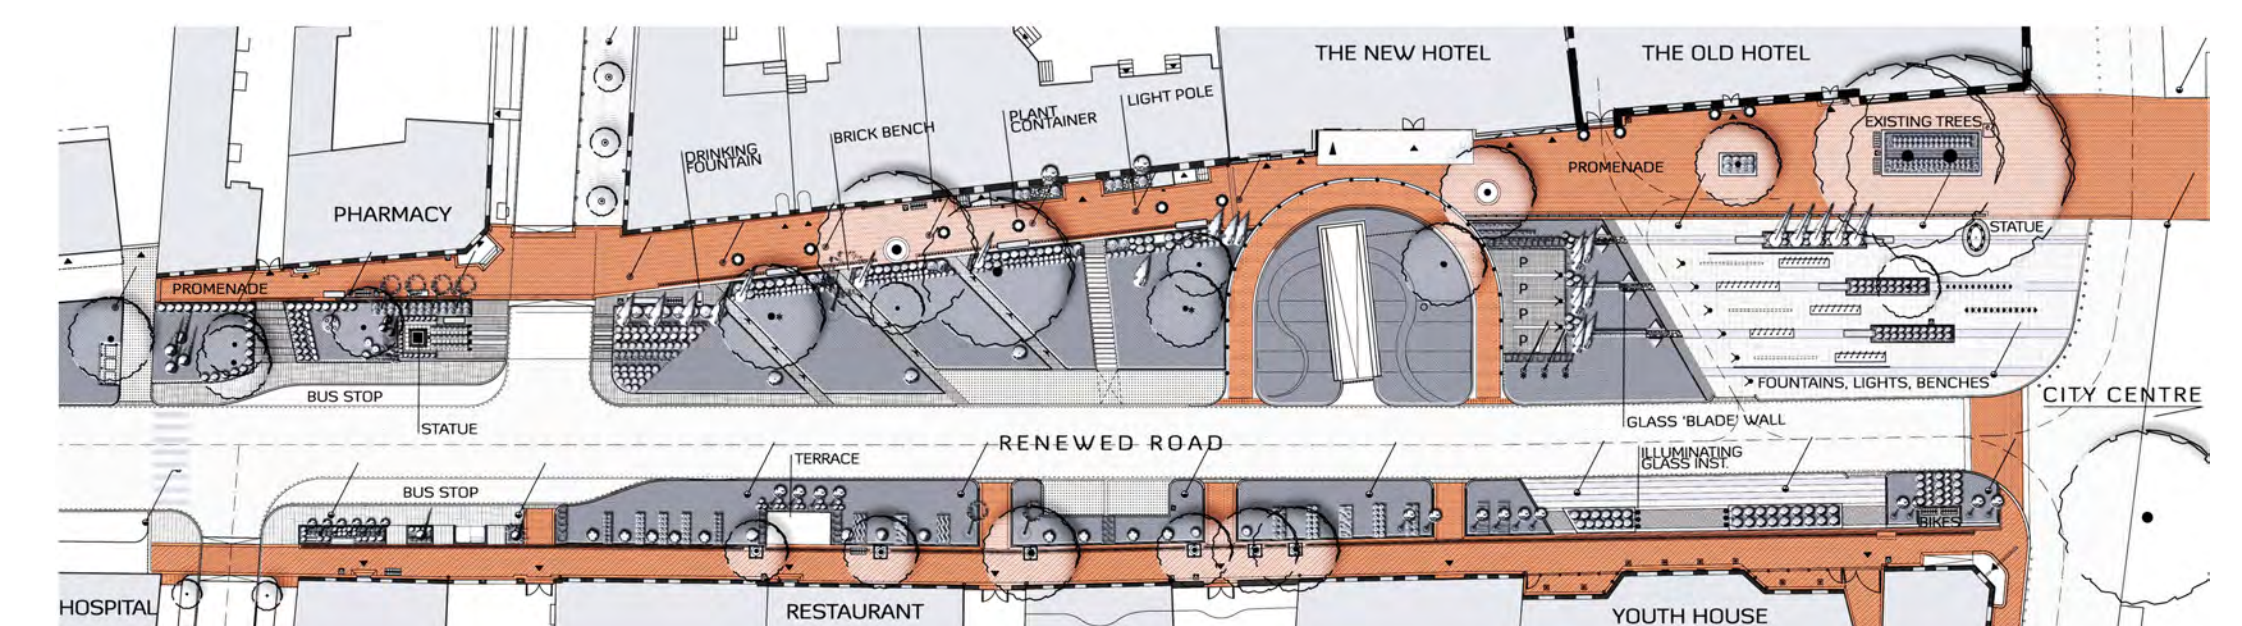 THE NEW HOTEL
THE OLD HOTEL
LIGHT POLE
PLANT
CONTAINER
BRICK BENCH
DRINKING
FOUNTAIN
EXISTING TREES
PROMENADE
PHARMACY
STATUE
PROMENADE
P
P
P
P
BUS STOP
FOUNTAINS, LIGHTS, BENCHES
CITY CENTRE
STATUE
GLASS 'BLADE' WALL
RENEWED ROAD
TERRACE
ILLUMINATING
GLASS INST.
BUS STOP
BIKES
HOSPITAL
RESTAURANT
YOUTH HOUSE